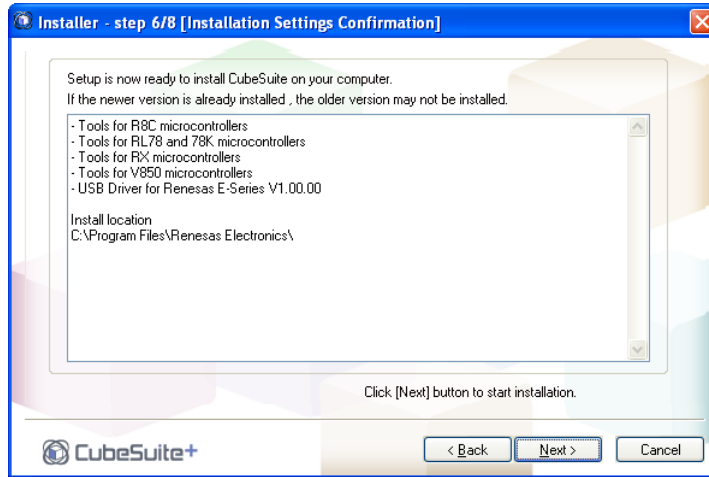 Installer - step 6/8 [Installation Settings Confirmation]
Setup is now ready to install CubeSuite on your computer.
If the newer version is already installed , the older version may not be installed.
- Tools for R8C microcontrollers
- Tools for RL78 and 78K microcontrollers
- Tools for RX microcontrollers
- Tools for V850 microcontrollers
- USB Driver for Renesas E-Series V1.00.00
Install location
C:\Program Files\Renesas Electronics\
Click [Next] button to start installation.
CubeSuite+
< Back
Next >
Cancel